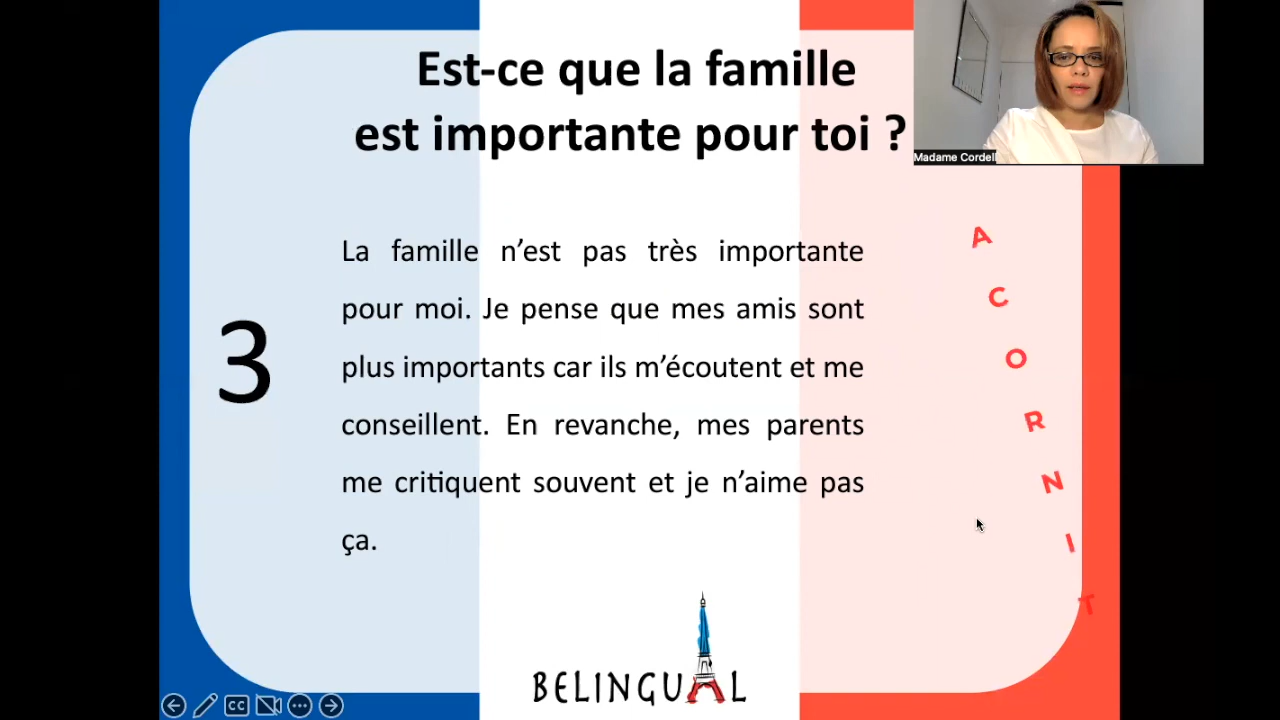 Est-ce que la famille
est importante pour toi ?
Madame Cordell
La famille n’est pas très importante
pour moi. Je pense que mes amis sont
plus importants car ils m’écoutent et me
conseillent. En revanche, mes parents
me critiquent souvent et je n’aime pas
ça.
3
A
C
O
R
N
I
T
BELINGUAL
CC